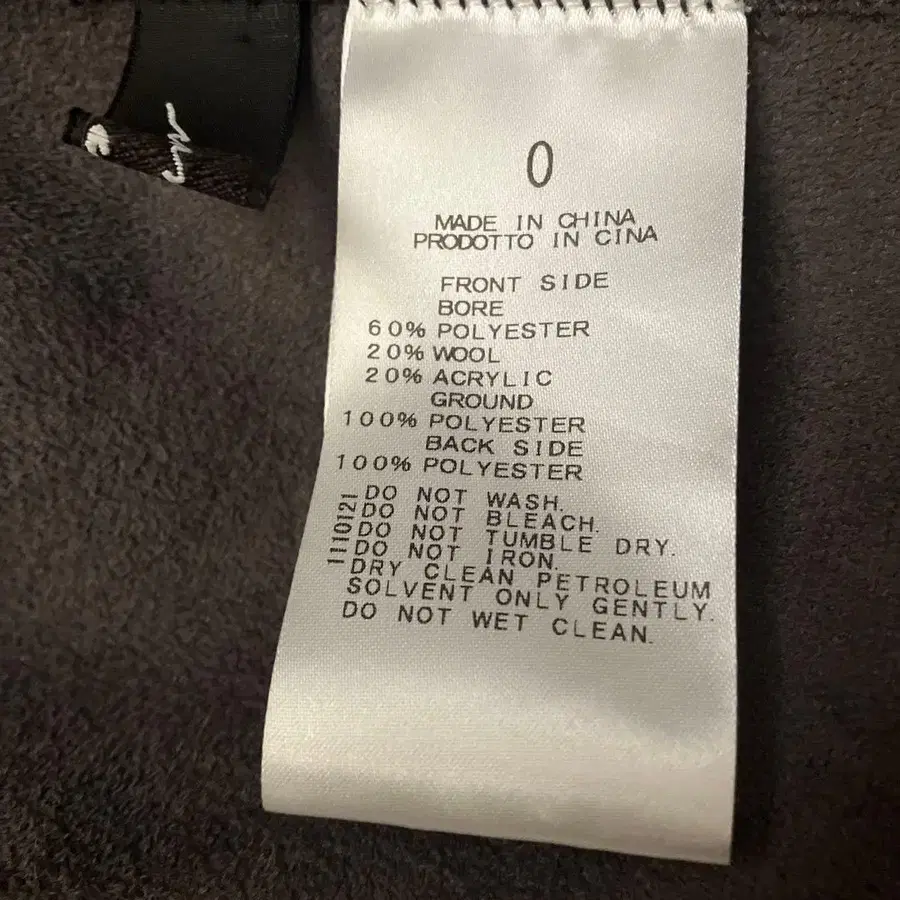 0
MADE IN CHINA
PRODOTTO IN CINA
FRONT SIDE
BORE
60% POLYESTER
20% WOOL
20% ACRYLIC
GROUND
100% POLYESTER
BACK SIDE
100% POLYESTER
1110121
DO NOT WASH.
DO NOT BLEACH.
DO NOT TUMBLE DRY.
DO NOT IRON.
DRY CLEAN PETROLEUM
SOLVENT ONLY GENTLY.
DO NOT WET CLEAN.